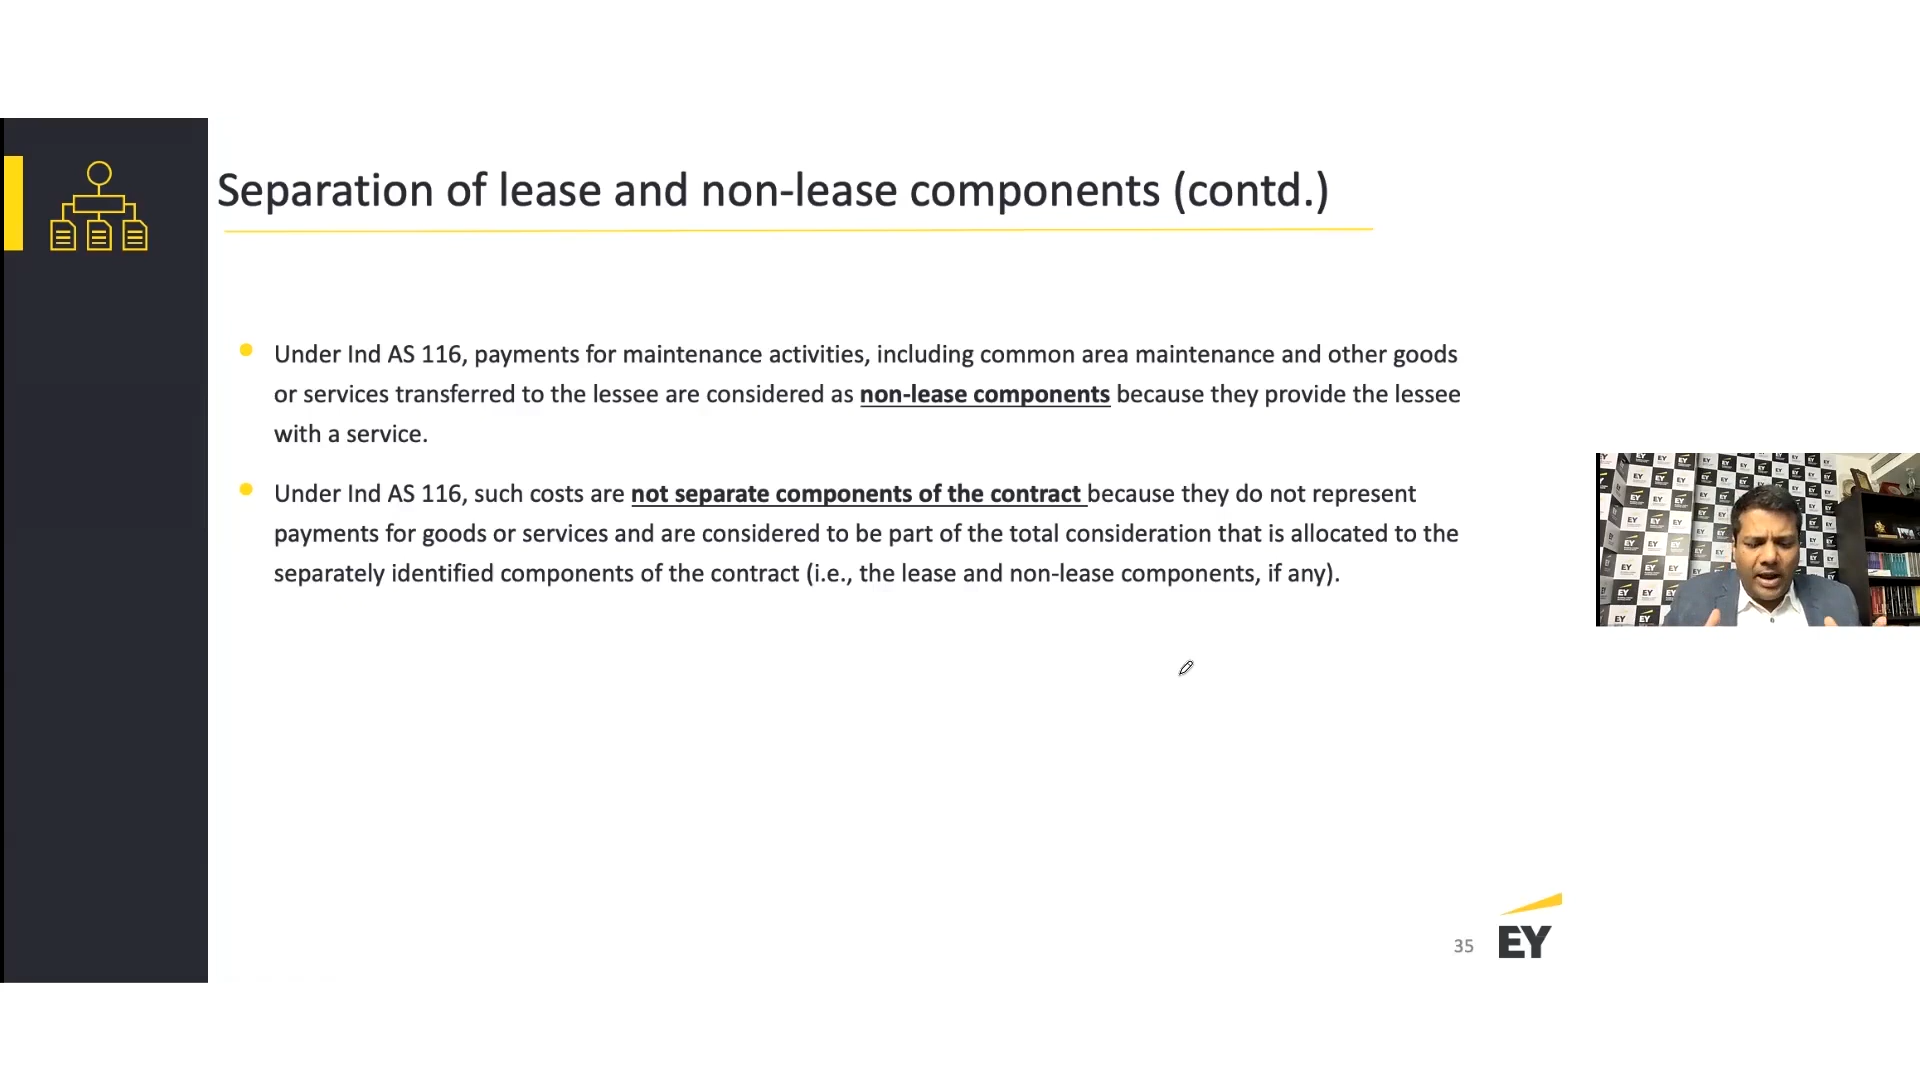 Separation of lease and non-lease components (contd.)
Under Ind AS 116, payments for maintenance activities, including common area maintenance and other goods
or services transferred to the lessee are considered as non-lease components because they provide the lessee
with a service.
Under Ind AS 116, such costs are not separate components of the contract because they do not represent
payments for goods or services and are considered to be part of the total consideration that is allocated to the
separately identified components of the contract (i.e., the lease and non-lease components, if any).
35
EY